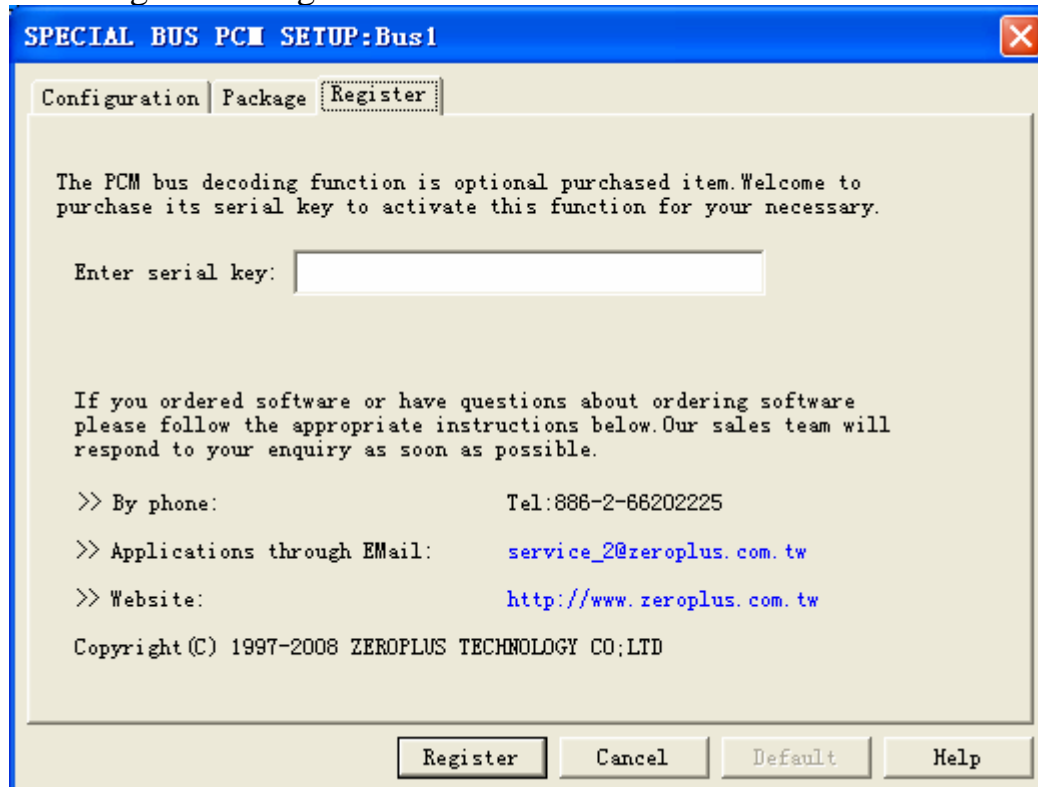 SPECIAL BUS PCM SETUP:Bus1
Configuration Package Register
The PCM bus decoding function is optional purchased item.Welcome to
purchase its serial key to activate this function for your necessary.
Enter serial key:
If you ordered software or have questions about ordering software
please follow the appropriate instructions below.Our sales team will
respond to your enquiry as soon as possible.
>> By phone: Tel:886-2-66202225
>> Applications through EMail: service_2@zeroplus.com.tw
>> Website: http://www.zeroplus.com.tw
Copyright(C) 1997-2008 ZEROPLUS TECHNOLOGY CO;LTD
Register Cancel Default Help